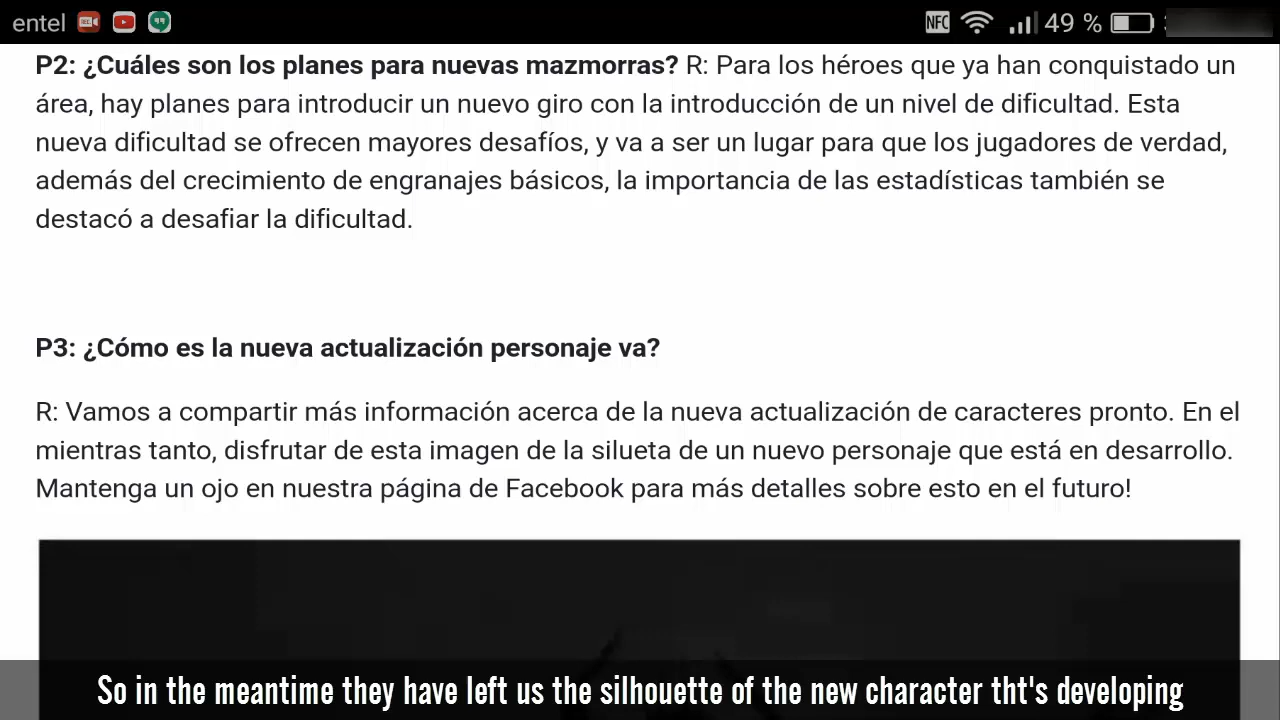 entel REC NFC 49 %
P2: ¿Cuáles son los planes para nuevas mazmorras? R: Para los héroes que ya han conquistado un
área, hay planes para introducir un nuevo giro con la introducción de un nivel de dificultad. Esta
nueva dificultad se ofrecen mayores desafíos, y va a ser un lugar para que los jugadores de verdad,
además del crecimiento de engranajes básicos, la importancia de las estadísticas también se
destacó a desafiar la dificultad.
P3: ¿Cómo es la nueva actualización personaje va?
R: Vamos a compartir más información acerca de la nueva actualización de caracteres pronto. En el
mientras tanto, disfrutar de esta imagen de la silueta de un nuevo personaje que está en desarrollo.
Mantenga un ojo en nuestra página de Facebook para más detalles sobre esto en el futuro!
So in the meantime they have left us the silhouette of the new character tht's developing